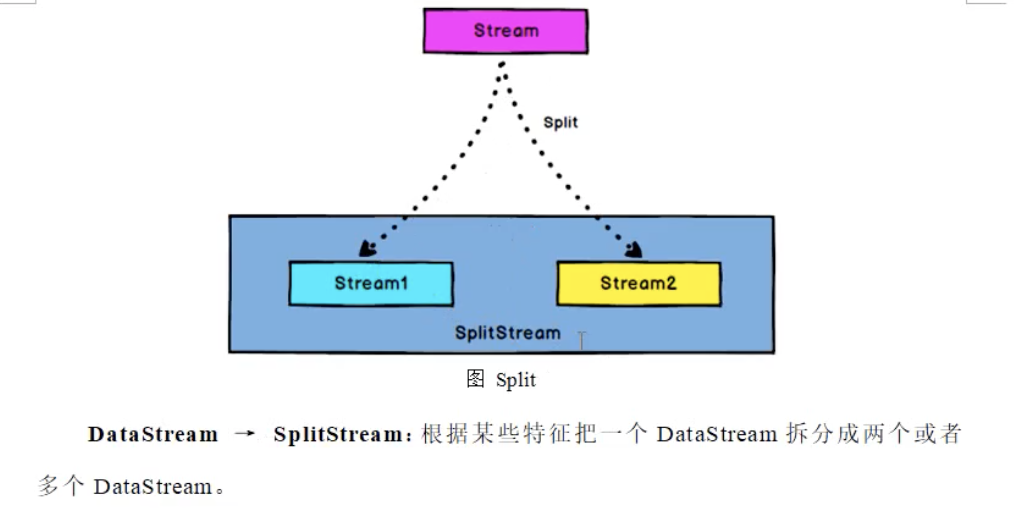 Stream
Split
Stream1
Stream2
SplitStream
图 Split
DataStream → SplitStream：根据某些特征把一个 DataStream 拆分成两个或者
多个 DataStream。